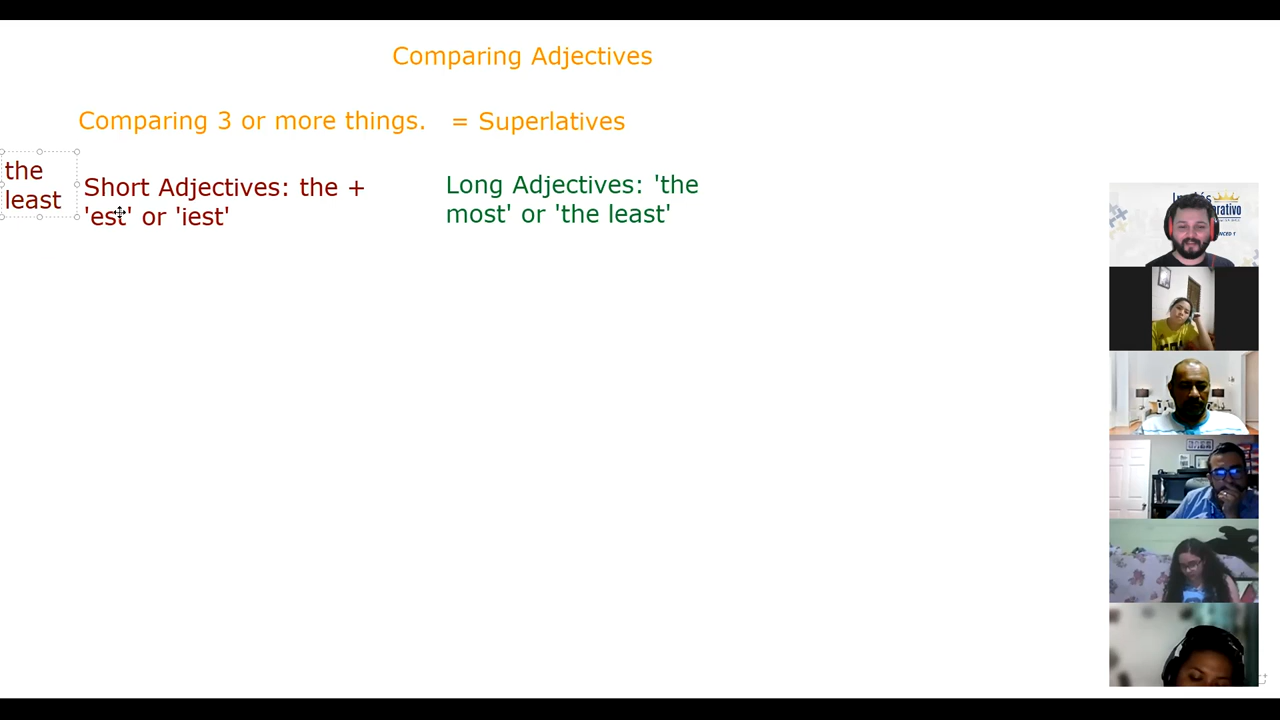 Comparing Adjectives
Comparing 3 or more things. = Superlatives
the
least
Short Adjectives: the +
'est' or 'iest'
Long Adjectives: 'the
most' or 'the least'